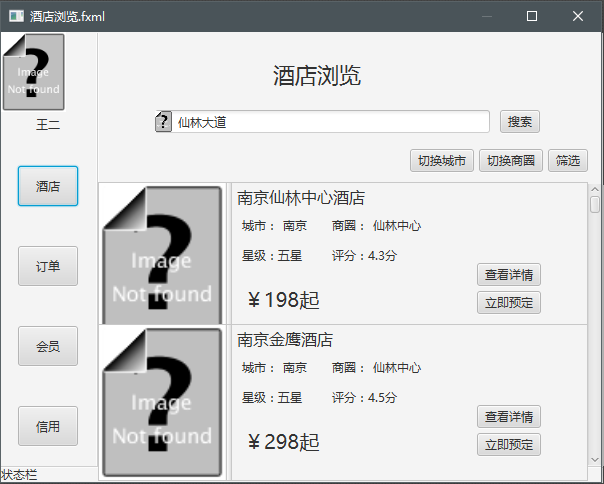 酒店浏览.fxml
Image
Not found
王二
酒店
订单
会员
信用
状态栏
酒店浏览
仙林大道
搜索
切换城市 切换商圈 筛选
Image
Not found
南京仙林中心酒店
城市： 南京 商圈： 仙林中心
星级：五星 评分：4.3分
￥198起
查看详情
立即预定
Image
Not found
南京金鹰酒店
城市： 南京 商圈： 仙林中心
星级：五星 评分：4.5分
￥298起
查看详情
立即预定